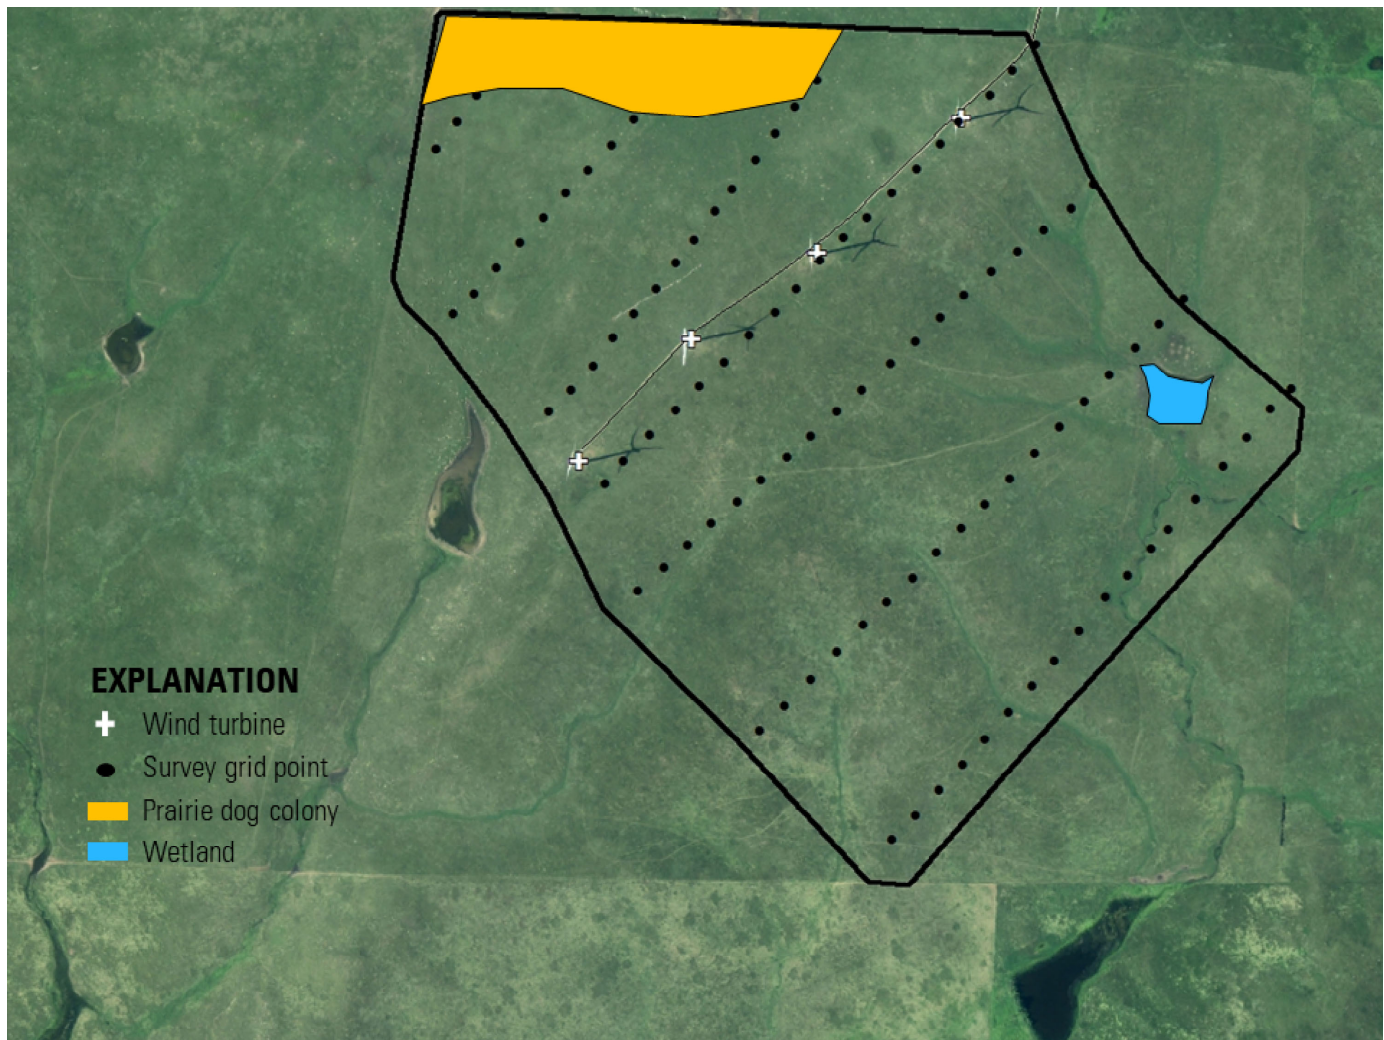 EXPLANATION
Wind turbine
Survey grid point
Prairie dog colony
Wetland